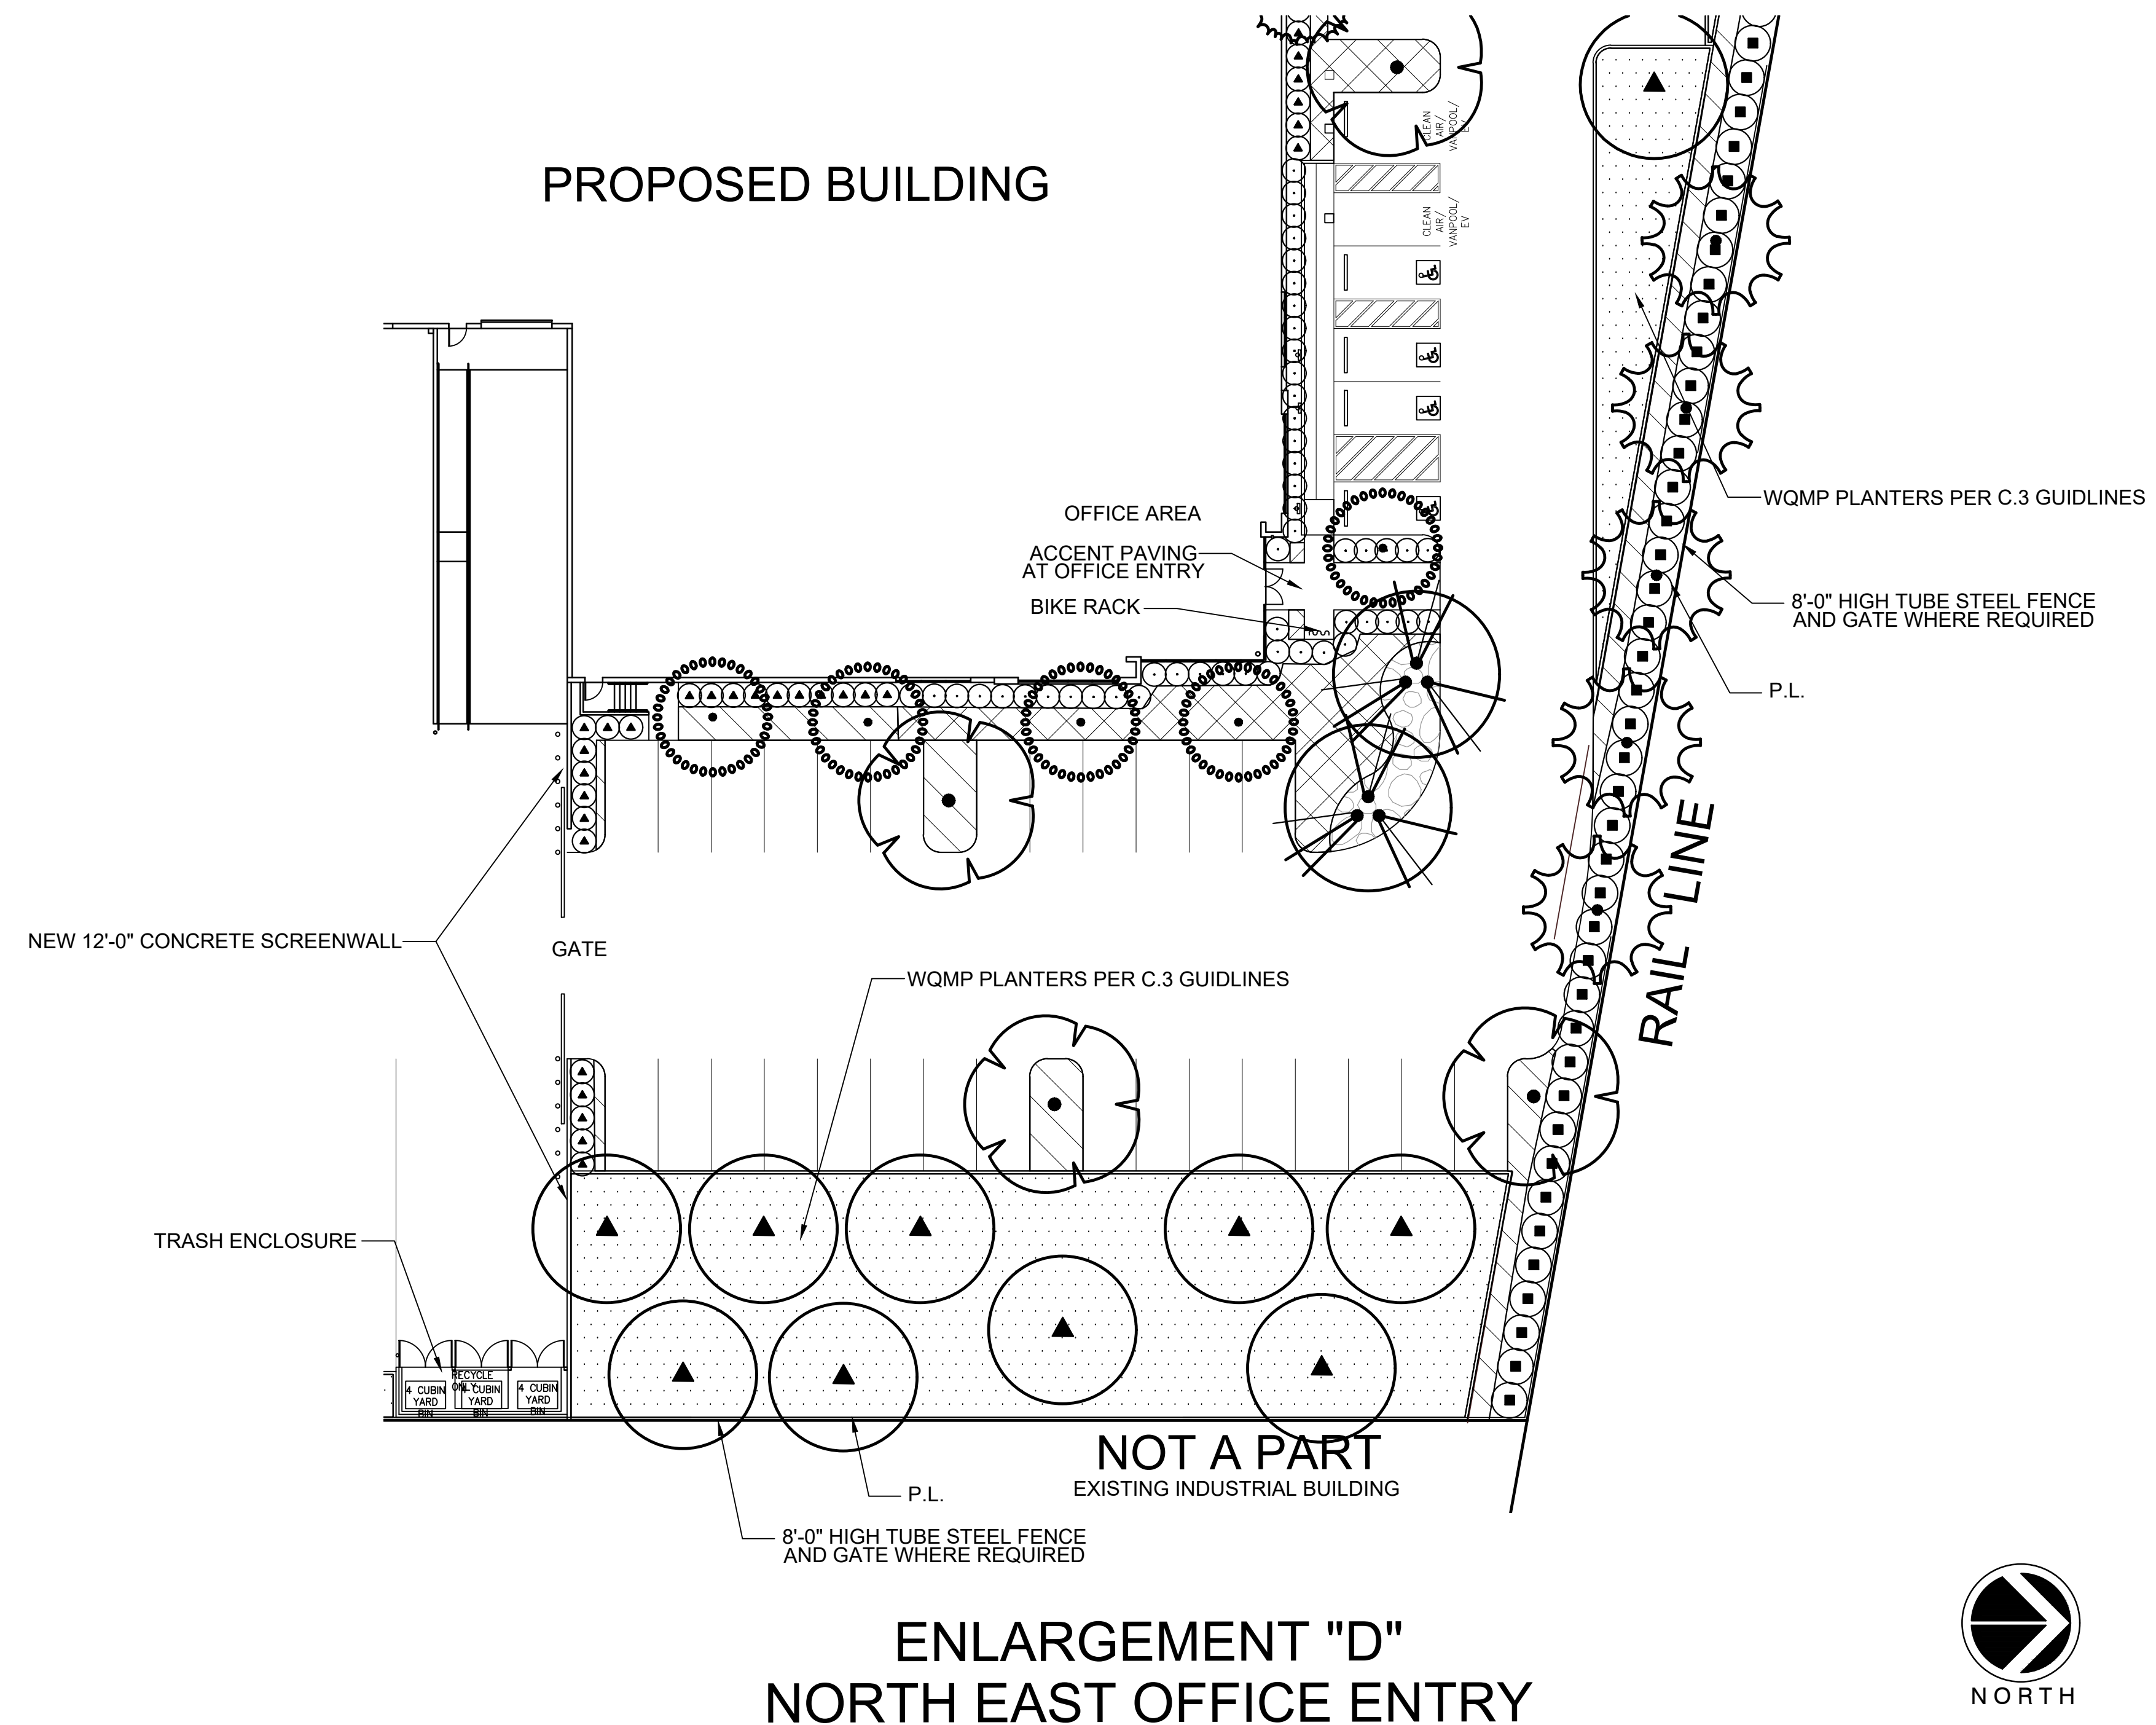 CLEAN
AIR/
VANPOOL/
EV
PROPOSED BUILDING
CLEAN
AIR/
VANPOOL/
EV
WQMP PLANTERS PER C.3 GUIDLINES
OFFICE AREA
ACCENT PAVING
AT OFFICE ENTRY
BIKE RACK
8'-0" HIGH TUBE STEEL FENCE
AND GATE WHERE REQUIRED
P.L.
RAIL LINE
NEW 12'-0" CONCRETE SCREENWALL
GATE
WQMP PLANTERS PER C.3 GUIDLINES
TRASH ENCLOSURE
RECYCLE
ONLY
4 CUBIN
YARD
BIN
4 CUBIN
YARD
BIN
4 CUBIN
YARD
BIN
NOT A PART
EXISTING INDUSTRIAL BUILDING
P.L.
8'-0" HIGH TUBE STEEL FENCE
AND GATE WHERE REQUIRED
ENLARGEMENT "D"
NORTH EAST OFFICE ENTRY
NORTH